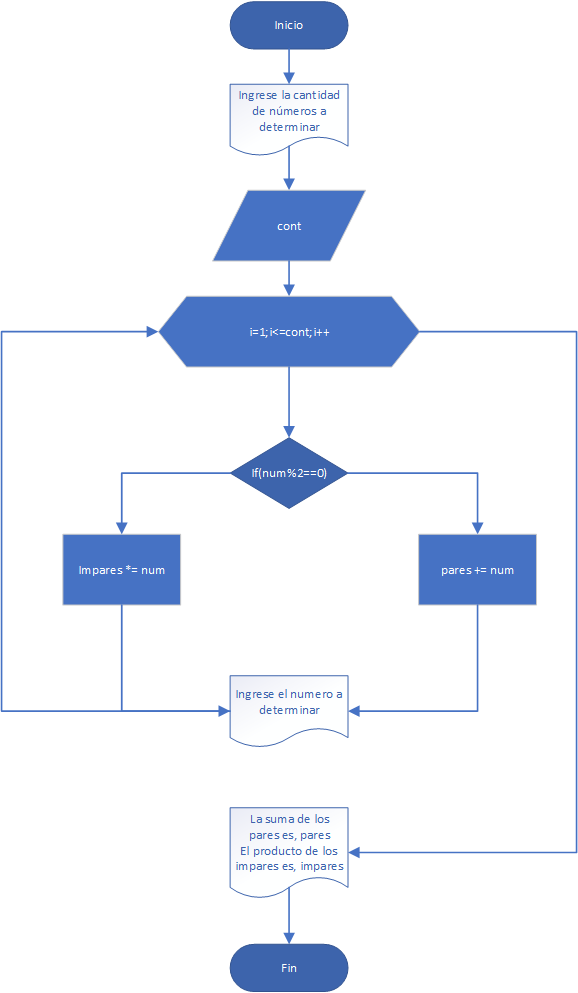 Inicio
Ingrese la cantidad
de números a
determinar
cont
i=1;i<=cont;i++
If(num%2==0)
Impares *= num
pares += num
Ingrese el numero a
determinar
La suma de los
pares es, pares
El producto de los
impares es, impares
Fin